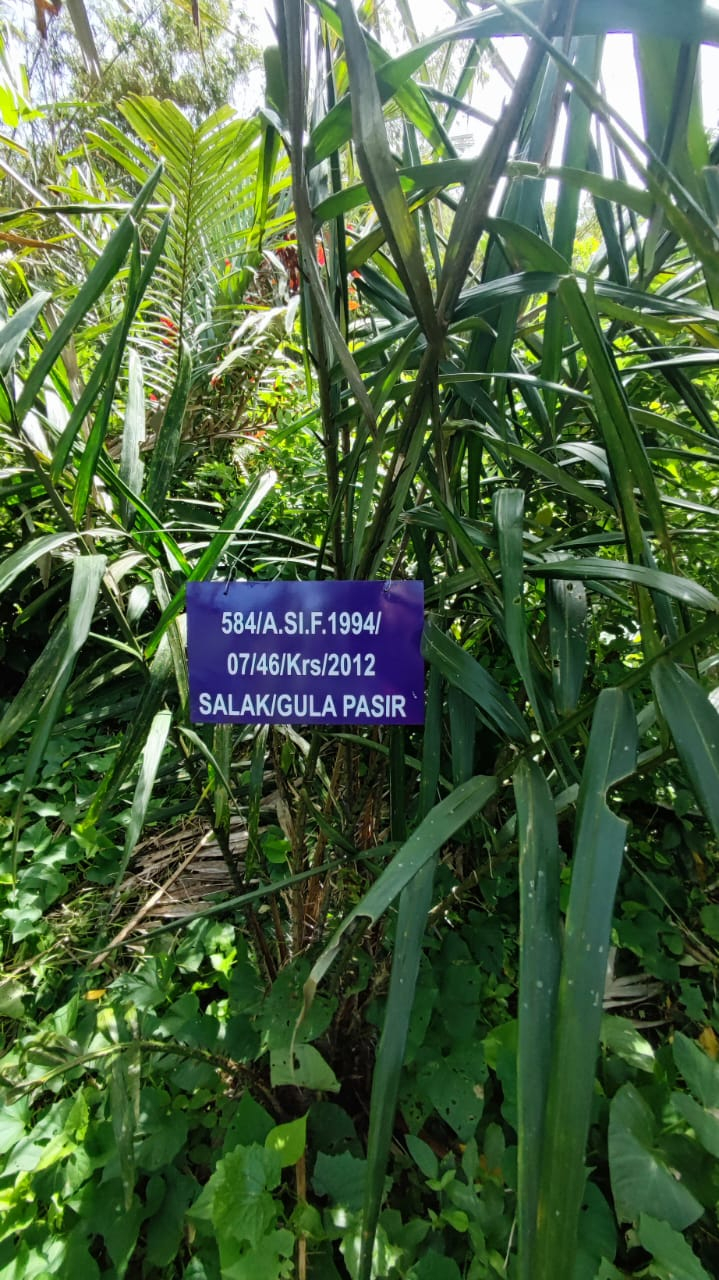 584/A.SI.F.1994/
07/46/Krs/2012
SALAK/GULA PASIR